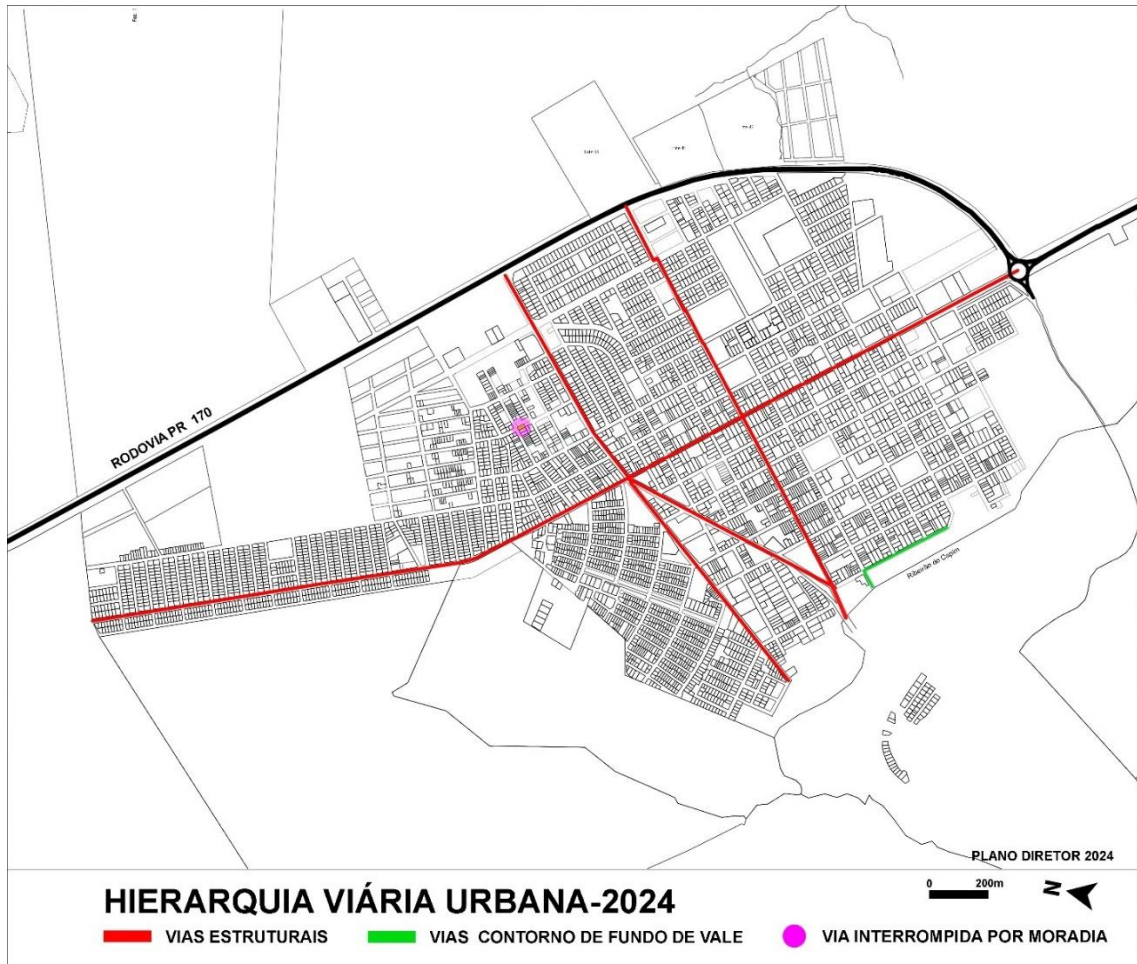 RODOVIA PR 170
Ribeirão do Capim
PLANO DIRETOR 2024
HIERARQUIA VIÁRIA URBANA-2024
0 200m
N
VIAS ESTRUTURAIS
VIAS CONTORNO DE FUNDO DE VALE
VIA INTERROMPIDA POR MORADIA